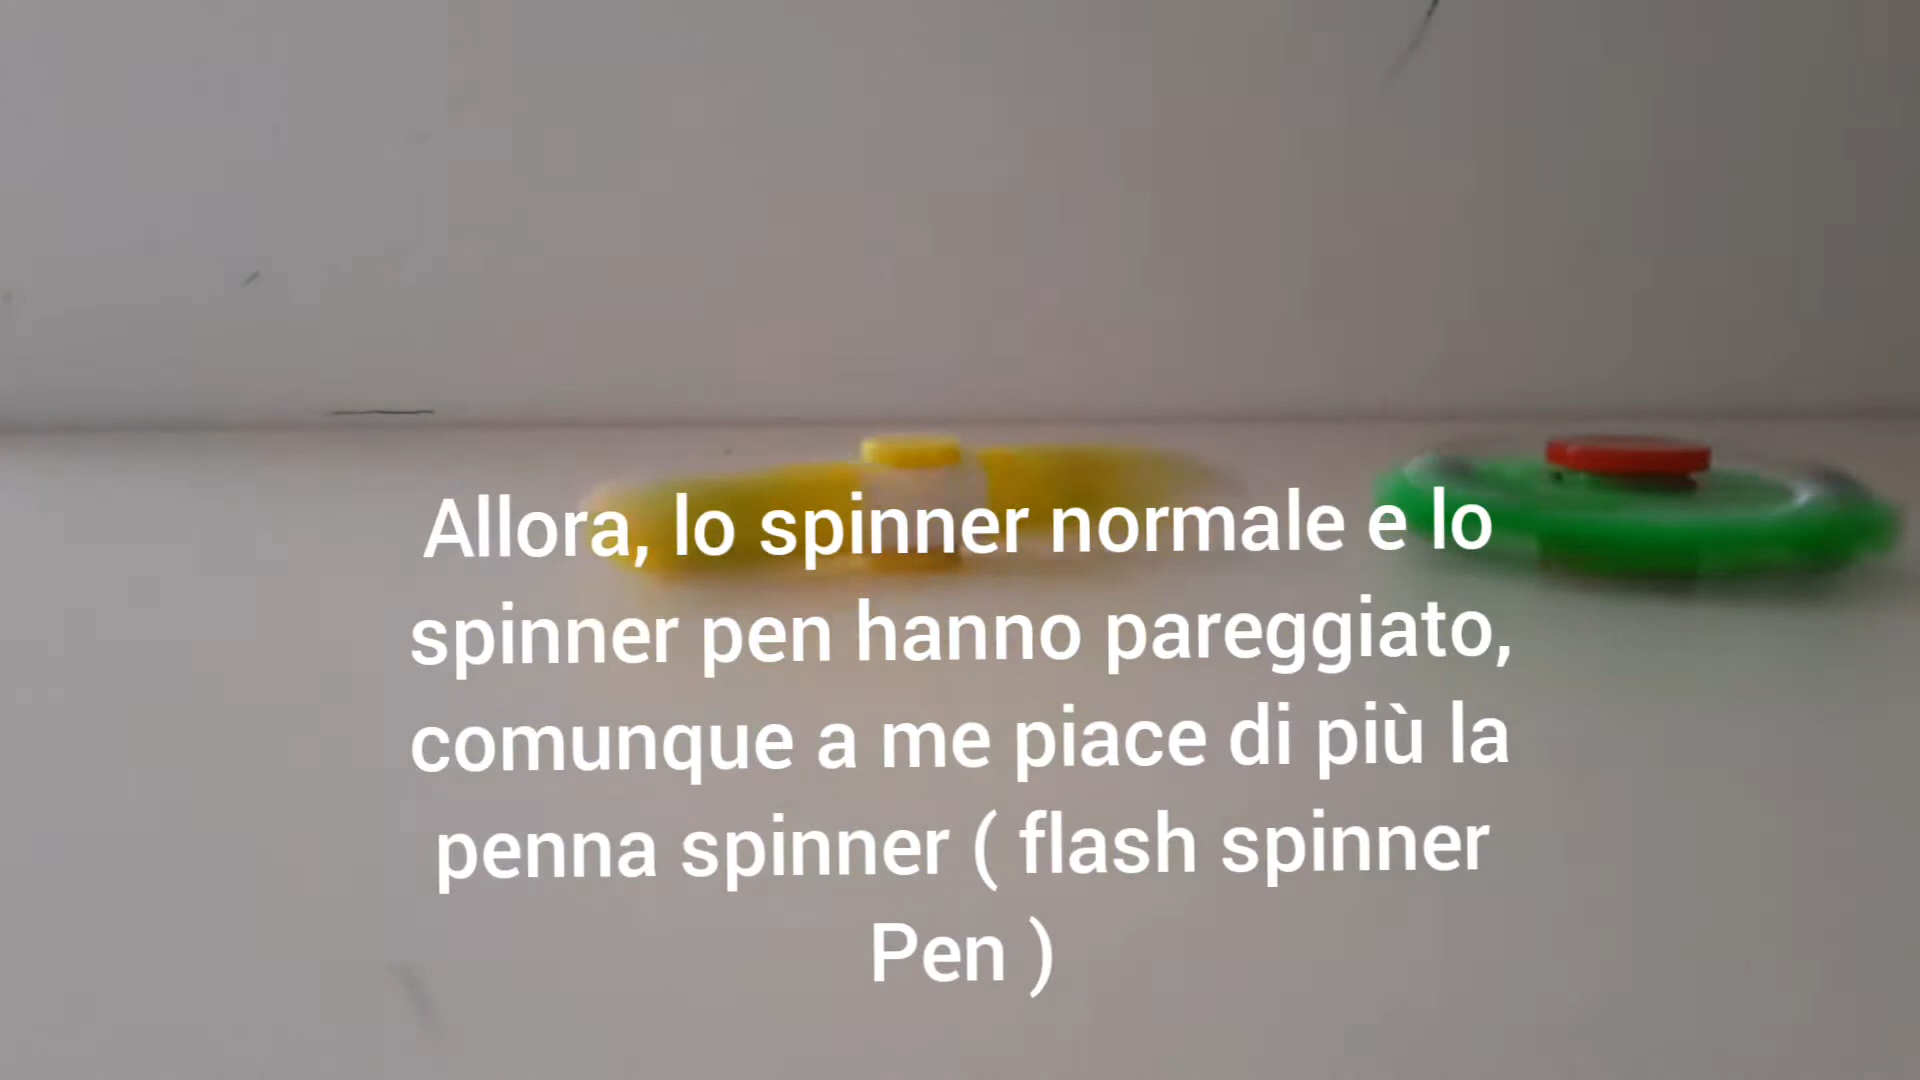 Allora, lo spinner normale e lo
spinner pen hanno pareggiato,
comunque a me piace di più la
penna spinner ( flash spinner
Pen )